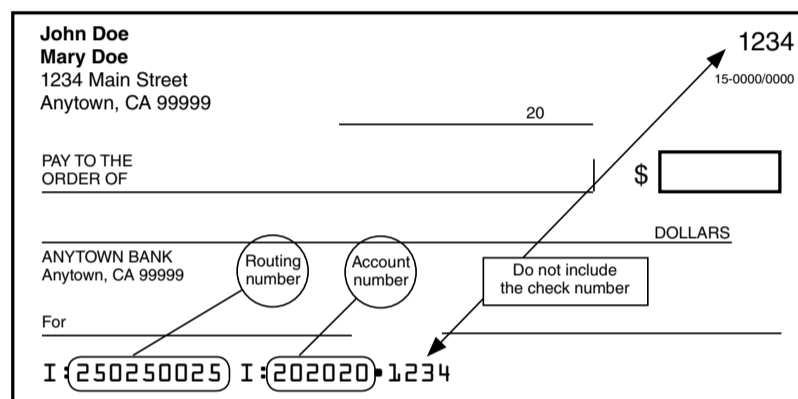 John Doe
Mary Doe
1234 Main Street
Anytown, CA 99999
1234
15-0000/0000
20
PAY TO THE
ORDER OF
$
DOLLARS
ANYTOWN BANK
Anytown, CA 99999
Routing
number
Account
number
Do not include
the check number
For
I:250250025 I:202020•1234